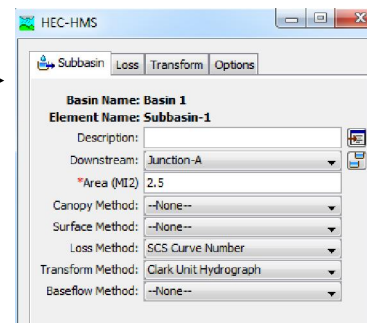 HEC-HMS
Subbasin Loss Transform Options
Basin Name: Basin 1
Element Name: Subbasin-1
Description:
Downstream: Junction-A
*Area (MI2) 2.5
Canopy Method: --None--
Surface Method: --None--
Loss Method: SCS Curve Number
Transform Method: Clark Unit Hydrograph
Baseflow Method: --None--